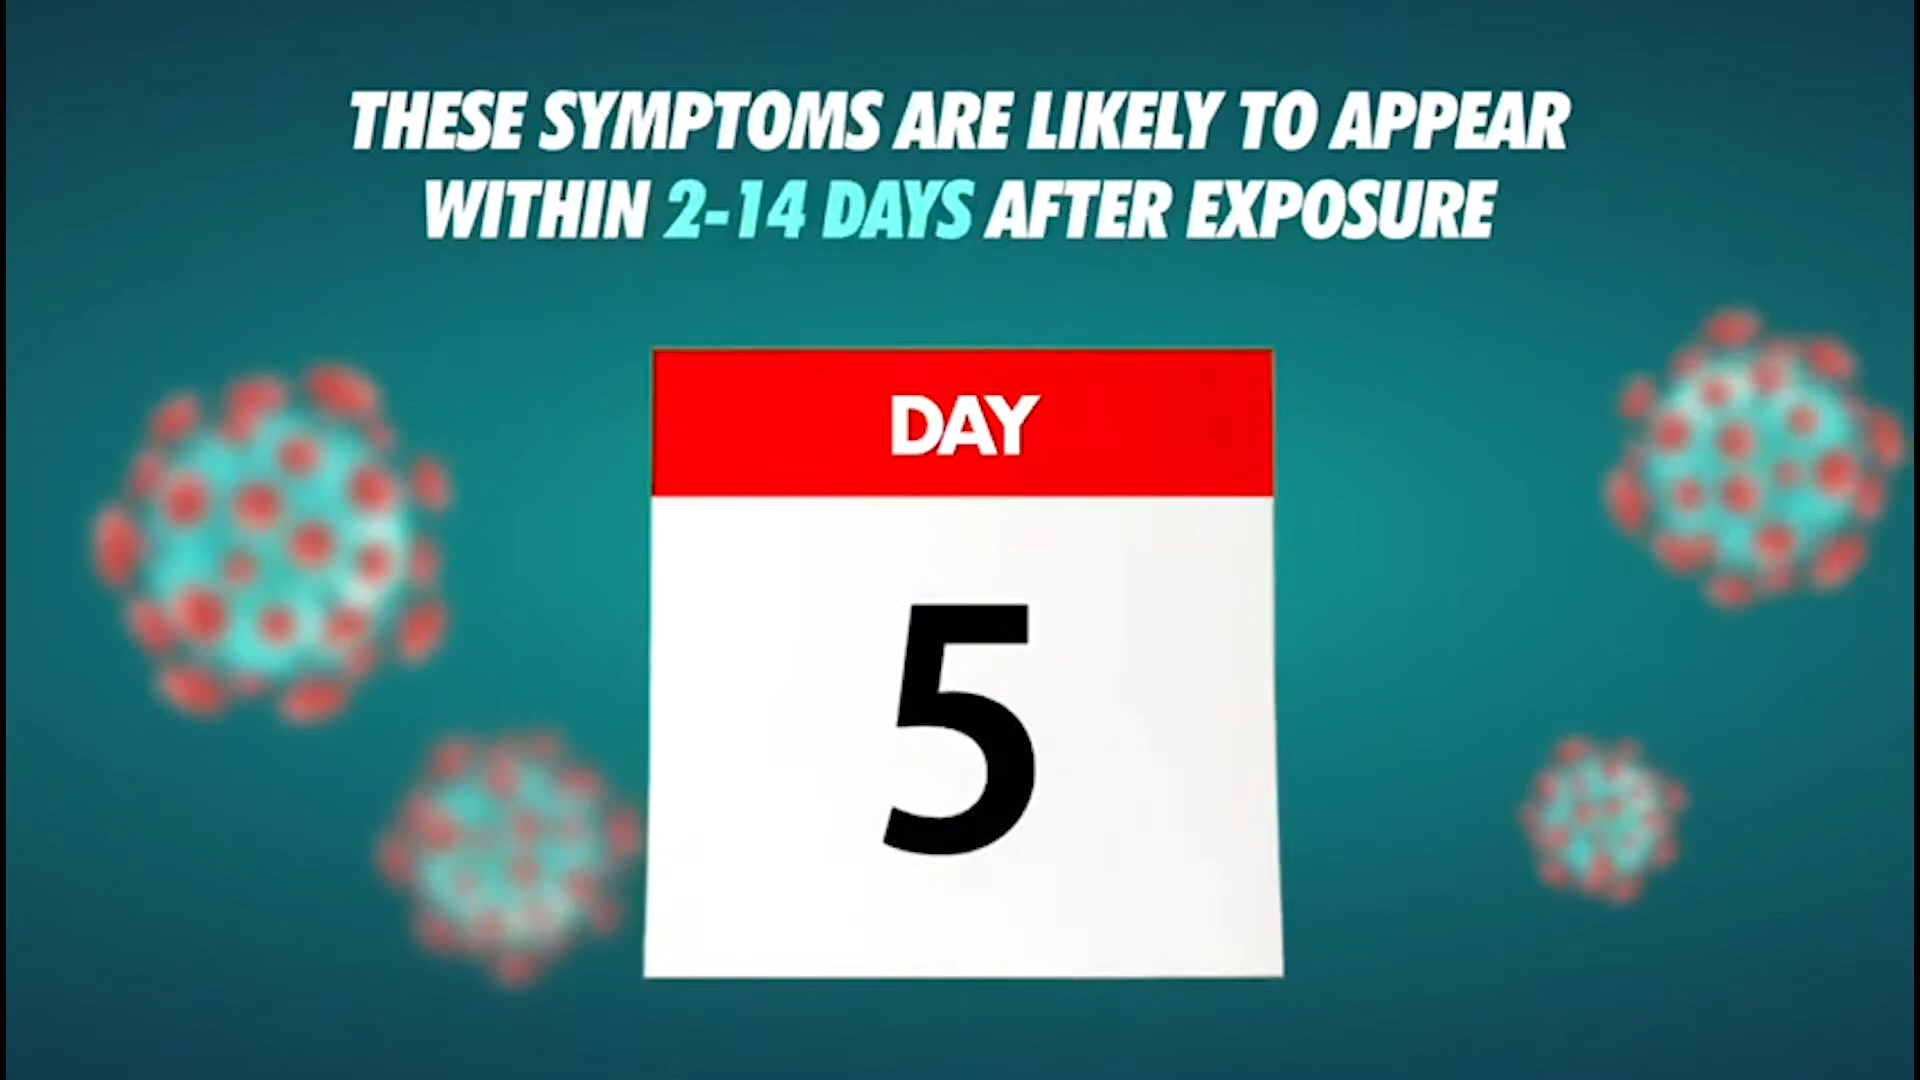 THESE SYMPTOMS ARE LIKELY TO APPEAR
WITHIN 2-14 DAYS AFTER EXPOSURE
DAY
5